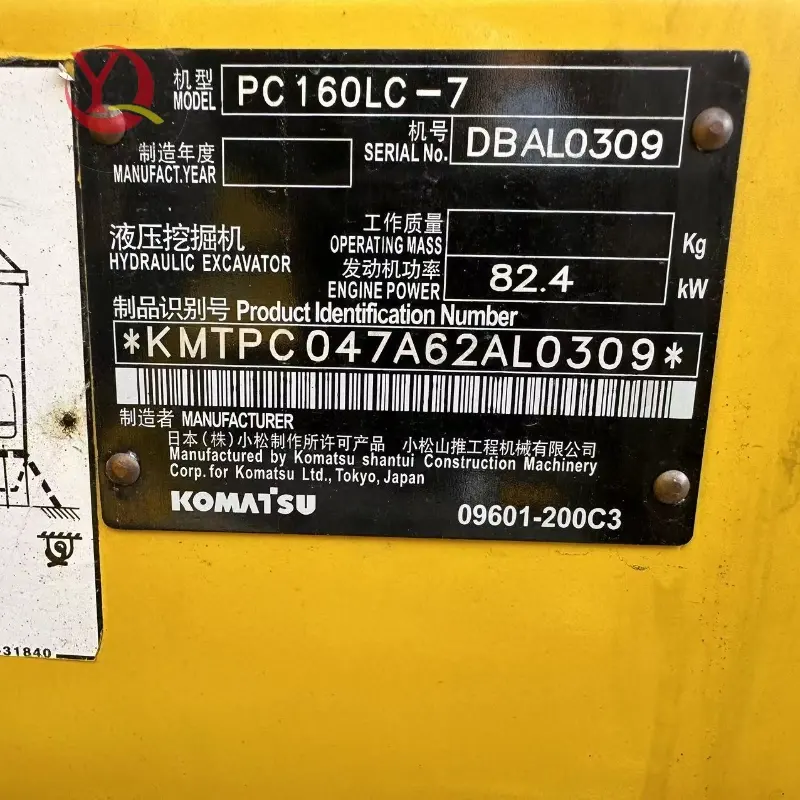 机型
MODEL
PC160LC-7
机号
SERIAL No.
DBAL0309
制造年度
MANUFACT.YEAR
工作质量
OPERATING MASS
Kg
液压挖掘机
HYDRAULIC EXCAVATOR
发动机功率
ENGINE POWER
82.4
kW
制品识别号 Product Identification Number
*KMTPC047A62AL0309*
制造者 MANUFACTURER
日本(株)小松制作所许可产品 小松山推工程机械有限公司
Manufactured by Komatsu shantui Construction Machinery
Corp. for Komatsu Ltd., Tokyo, Japan
KOMATSU
09601-200C3
-31840